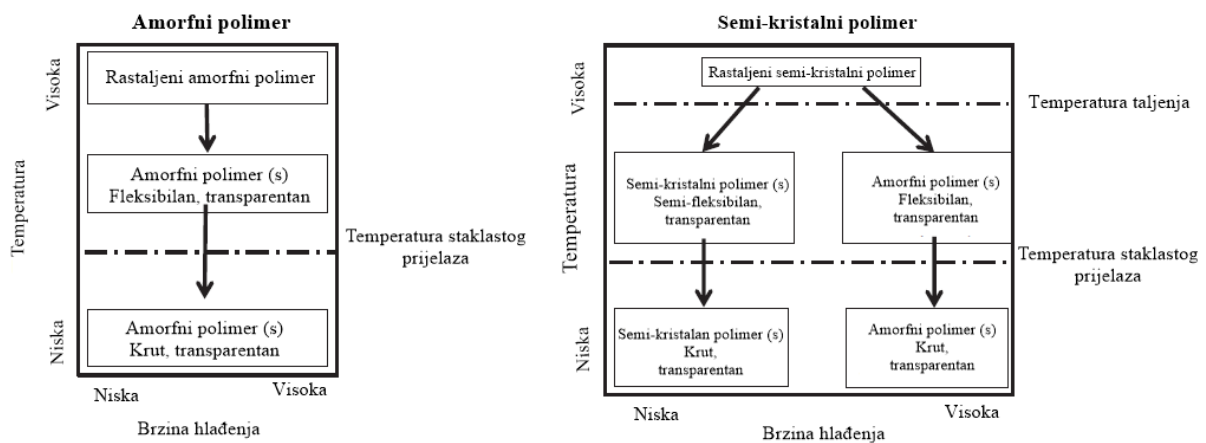 Amorfni polimer
Visoka
Temperatura
Niska
Rastaljeni amorfni polimer
Amorfni polimer (s)
Fleksibilan, transparentan
Temperatura staklastog
prijelaza
Amorfni polimer (s)
Krut, transparentan
Niska
Visoka
Brzina hlađenja
Semi-kristalni polimer
Visoka
Temperatura
Niska
Rastaljeni semi-kristalni polimer
Temperatura taljenja
Semi-kristalni polimer (s)
Semi-fleksibilan,
transparentan
Amorfni polimer (s)
Fleksibilan,
transparentan
Temperatura staklastog
prijelaza
Semi-kristalan polimer (s)
Krut,
transparentan
Amorfni polimer (s)
Krut,
transparentan
Niska
Visoka
Brzina hlađenja